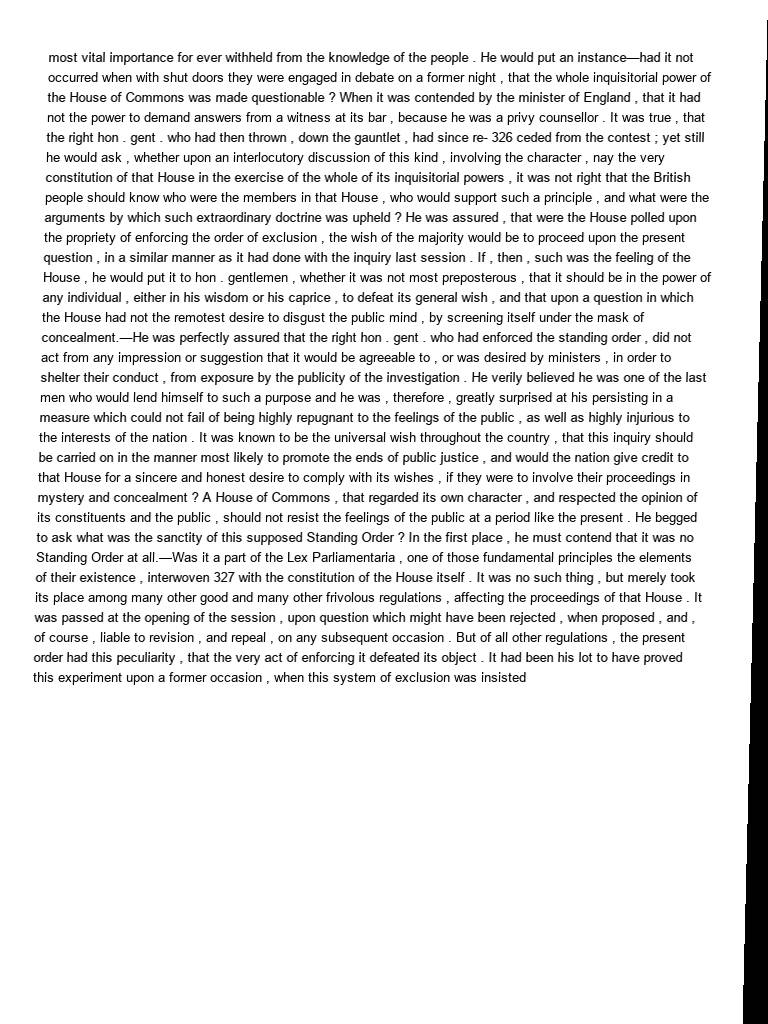 most vital importance for ever withheld from the knowledge of the people . He would put an instance—had it not
occurred when with shut doors they were engaged in debate on a former night , that the whole inquisitorial power of
the House of Commons was made questionable ? When it was contended by the minister of England , that it had
not the power to demand answers from a witness at its bar , because he was a privy counsellor . It was true , that
the right hon . gent . who had then thrown , down the gauntlet , had since re- 326 ceded from the contest ; yet still
he would ask , whether upon an interlocutory discussion of this kind , involving the character , nay the very
constitution of that House in the exercise of the whole of its inquisitorial powers , it was not right that the British
people should know who were the members in that House , who would support such a principle , and what were the
arguments by which such extraordinary doctrine was upheld ? He was assured , that were the House polled upon
the propriety of enforcing the order of exclusion , the wish of the majority would be to proceed upon the present
question , in a similar manner as it had done with the inquiry last session . If , then , such was the feeling of the
House , he would put it to hon . gentlemen , whether it was not most preposterous , that it should be in the power of
any individual , either in his wisdom or his caprice , to defeat its general wish , and that upon a question in which
the House had not the remotest desire to disgust the public mind , by screening itself under the mask of
concealment.—He was perfectly assured that the right hon . gent . who had enforced the standing order , did not
act from any impression or suggestion that it would be agreeable to , or was desired by ministers , in order to
shelter their conduct , from exposure by the publicity of the investigation . He verily believed he was one of the last
men who would lend himself to such a purpose and he was , therefore , greatly surprised at his persisting in a
measure which could not fail of being highly repugnant to the feelings of the public , as well as highly injurious to
the interests of the nation . It was known to be the universal wish throughout the country , that this inquiry should
be carried on in the manner most likely to promote the ends of public justice , and would the nation give credit to
that House for a sincere and honest desire to comply with its wishes , if they were to involve their proceedings in
mystery and concealment ? A House of Commons , that regarded its own character , and respected the opinion of
its constituents and the public , should not resist the feelings of the public at a period like the present . He begged
to ask what was the sanctity of this supposed Standing Order ? In the first place , he must contend that it was no
Standing Order at all.—Was it a part of the Lex Parliamentaria , one of those fundamental principles the elements
of their existence , interwoven 327 with the constitution of the House itself . It was no such thing , but merely took
its place among many other good and many other frivolous regulations , affecting the proceedings of that House . It
was passed at the opening of the session , upon question which might have been rejected , when proposed , and ,
of course , liable to revision , and repeal , on any subsequent occasion . But of all other regulations , the present
order had this peculiarity , that the very act of enforcing it defeated its object . It had been his lot to have proved
this experiment upon a former occasion , when this system of exclusion was insisted